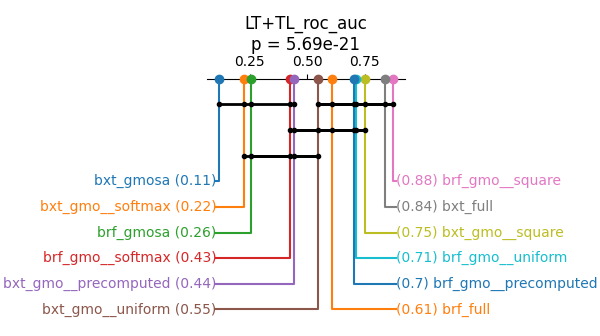 LT+TL_roc_auc
p = 5.69e-21
0.25 0.50 0.75
bxt_gmosa (0.11) (0.88) brf_gmo__square
bxt_gmo__softmax (0.22) (0.84) bxt_full
brf_gmosa (0.26) (0.75) bxt_gmo__square
brf_gmo__softmax (0.43) (0.71) brf_gmo__uniform
bxt_gmo__precomputed (0.44) (0.7) brf_gmo__precomputed
bxt_gmo__uniform (0.55) (0.61) brf_full